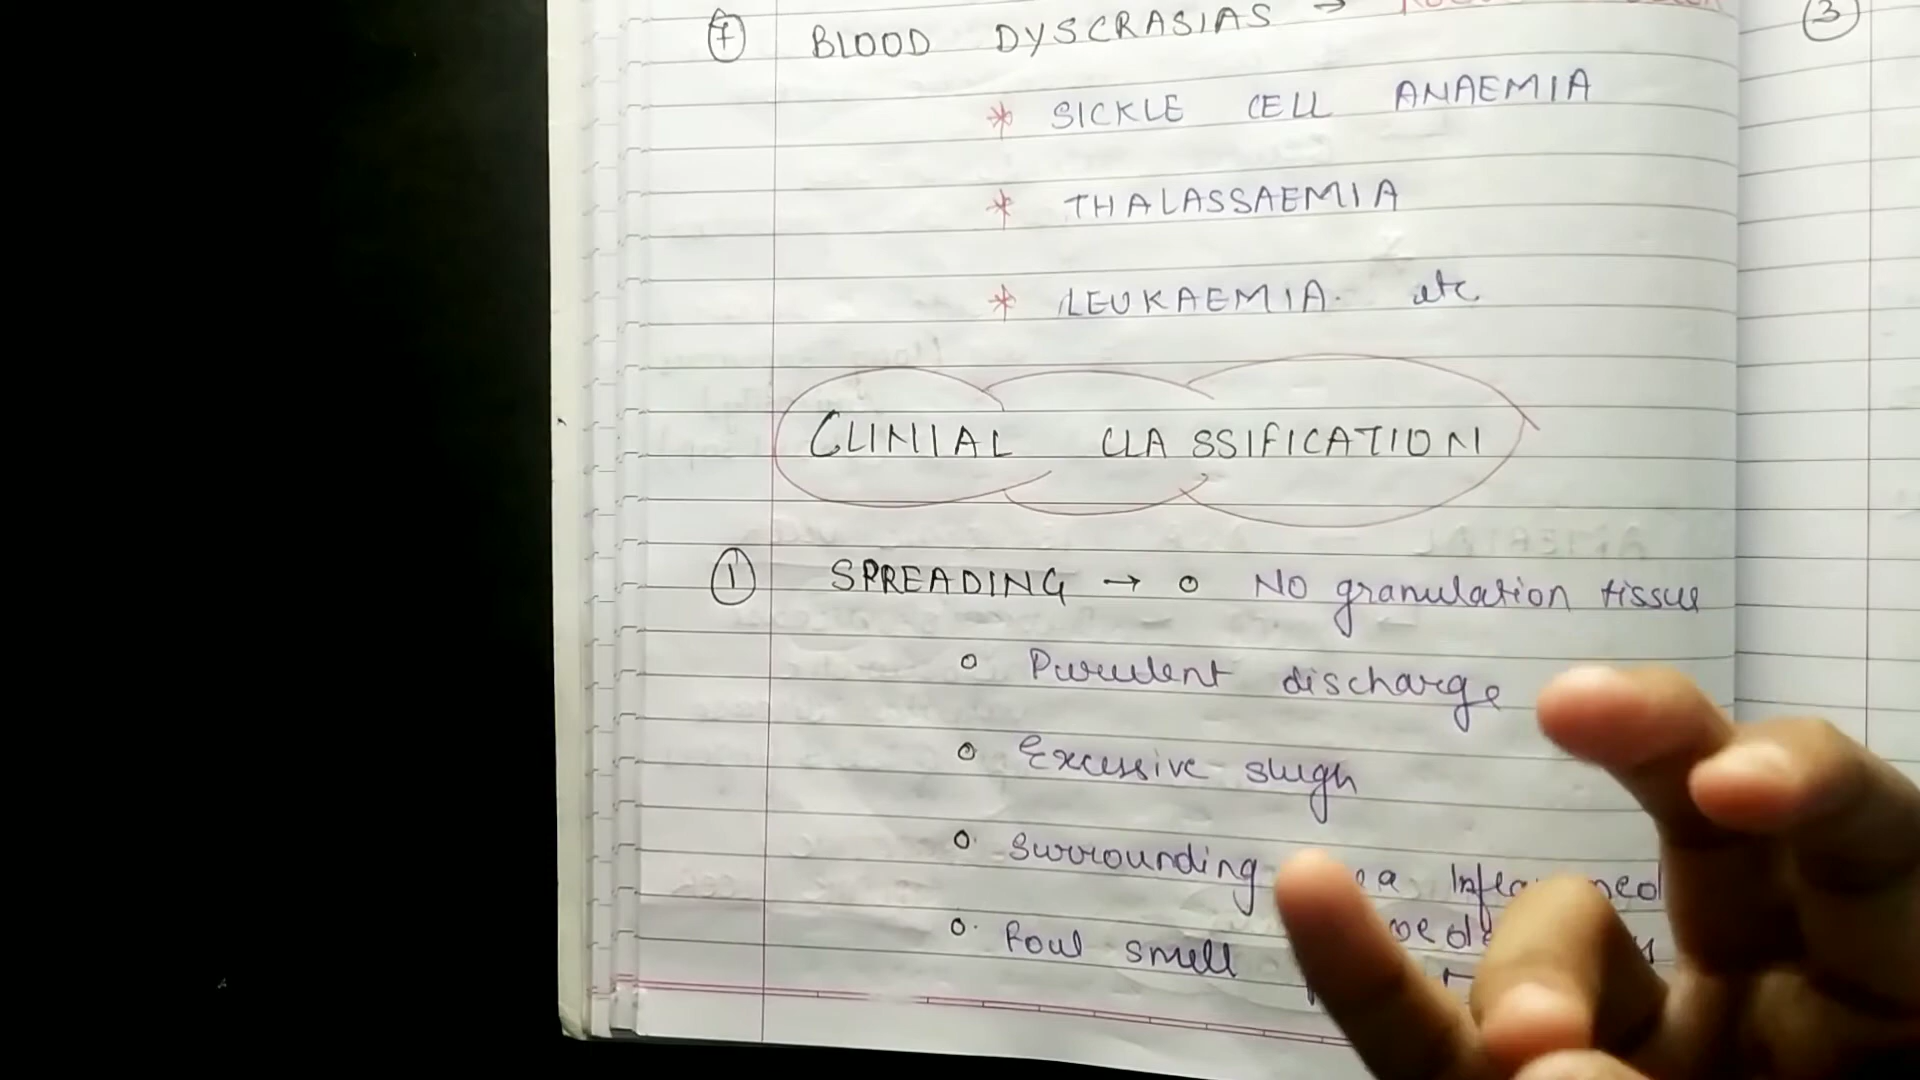 7 BLOOD DYSCRASIAS →
* SICKLE CELL ANAEMIA
* THALASSAEMIA
* LEUKAEMIA. etc
CLINIAL CLASSIFICATION
1 SPREADING → o No granulation tissue
o Purulent discharge
o Excessive slugh
o. Surrounding
o. Foul smell
3